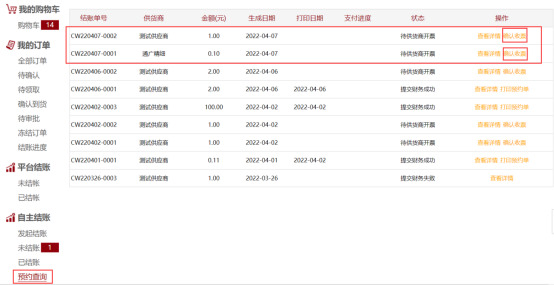 我的购物车
购物车 14
我的订单
全部订单
待确认
待领取
确认到货
待审批
冻结订单
结账进度
平台结账
未结帐
已结帐
自主结账
发起结账
未结账 1
已结账
预约查询
结账单号 供货商 金额(元) 生成日期 打印日期 支付进度 状态 操作
CW220407-0002 测试供应商 1.00 2022-04-07 待供货商开票 查看详情 确认收票
CW220407-0001 通广精细 0.10 2022-04-07 待供货商开票 查看详情 确认收票
CW220406-0002 测试供应商 2.00 2022-04-06 待供货商开票 查看详情 确认收票
CW220406-0001 测试供应商 2.00 2022-04-06 2022-04-06 提交财务成功 查看详情 打印预约单
CW220402-0003 测试供应商 100.00 2022-04-02 2022-04-02 提交财务成功 查看详情 打印预约单
CW220402-0002 测试供应商 1.00 2022-04-02 待供货商开票 查看详情 确认收票
CW220402-0001 测试供应商 1.00 2022-04-02 待供货商开票 查看详情 确认收票
CW220401-0001 测试供应商 0.11 2022-04-01 2022-04-02 提交财务成功 查看详情 打印预约单
CW220326-0003 测试供应商 1.00 2022-03-26 提交财务失败 查看详情